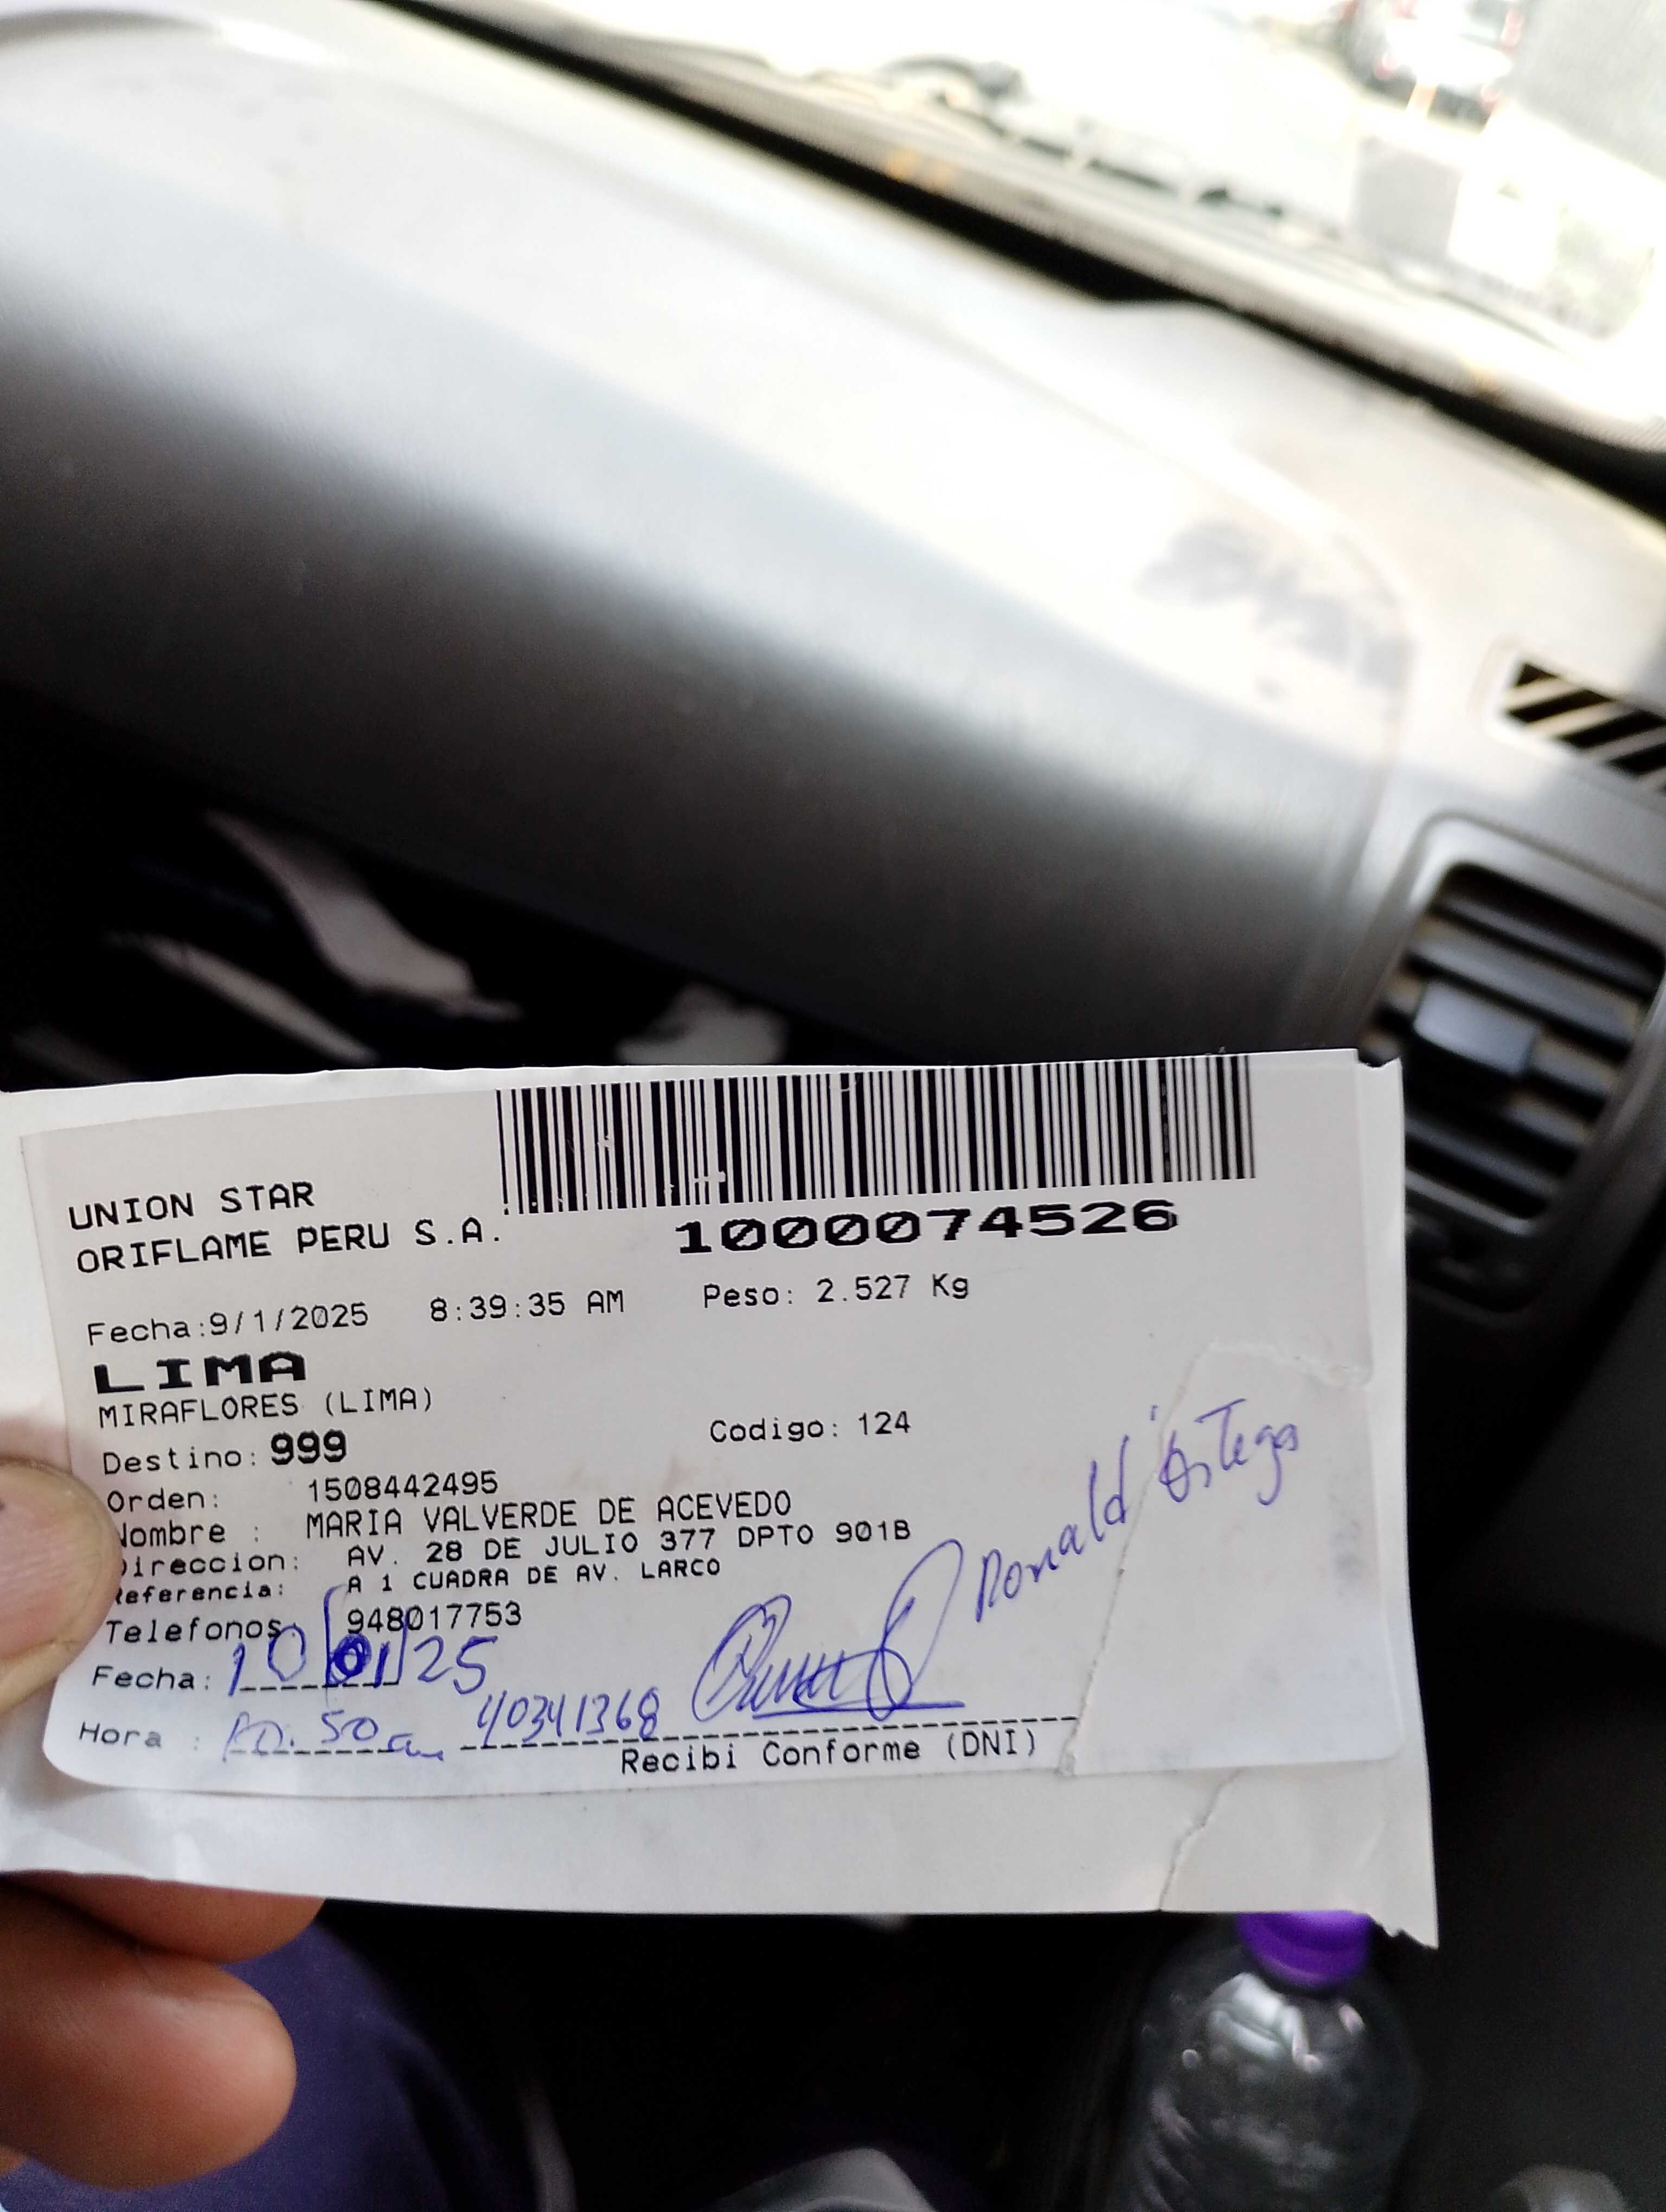 UNION STAR
ORIFLAME PERU S.A.
1000074526
Fecha:9/1/2025 8:39:35 AM Peso: 2.527 Kg
LIMA
MIRAFLORES (LIMA)
Destino: 999 Codigo: 124
Orden: 1508442495
Nombre : MARIA VALVERDE DE ACEVEDO
Direccion: AV. 28 DE JULIO 377 DPTO 901B
Referencia: A 1 CUADRA DE AV. LARCO
Telefonos: 948017753
Ronald Ortega
Fecha: 10/01/25
Hora : 10:50am 40341368
Recibi Conforme (DNI)